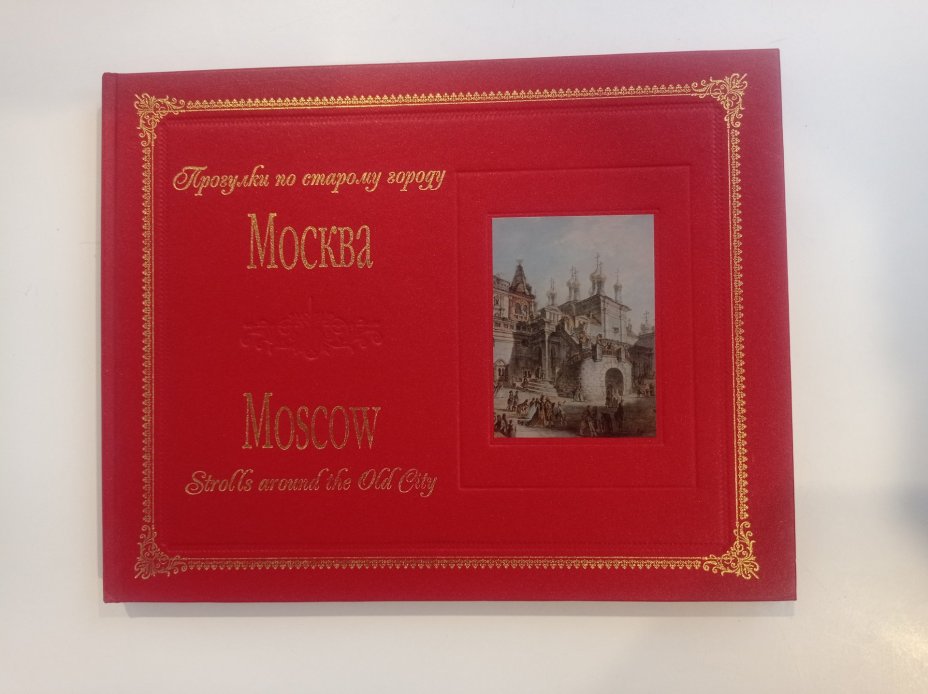 Прогулки по старому городу
Москва
Moscow
Strolls around the Old City